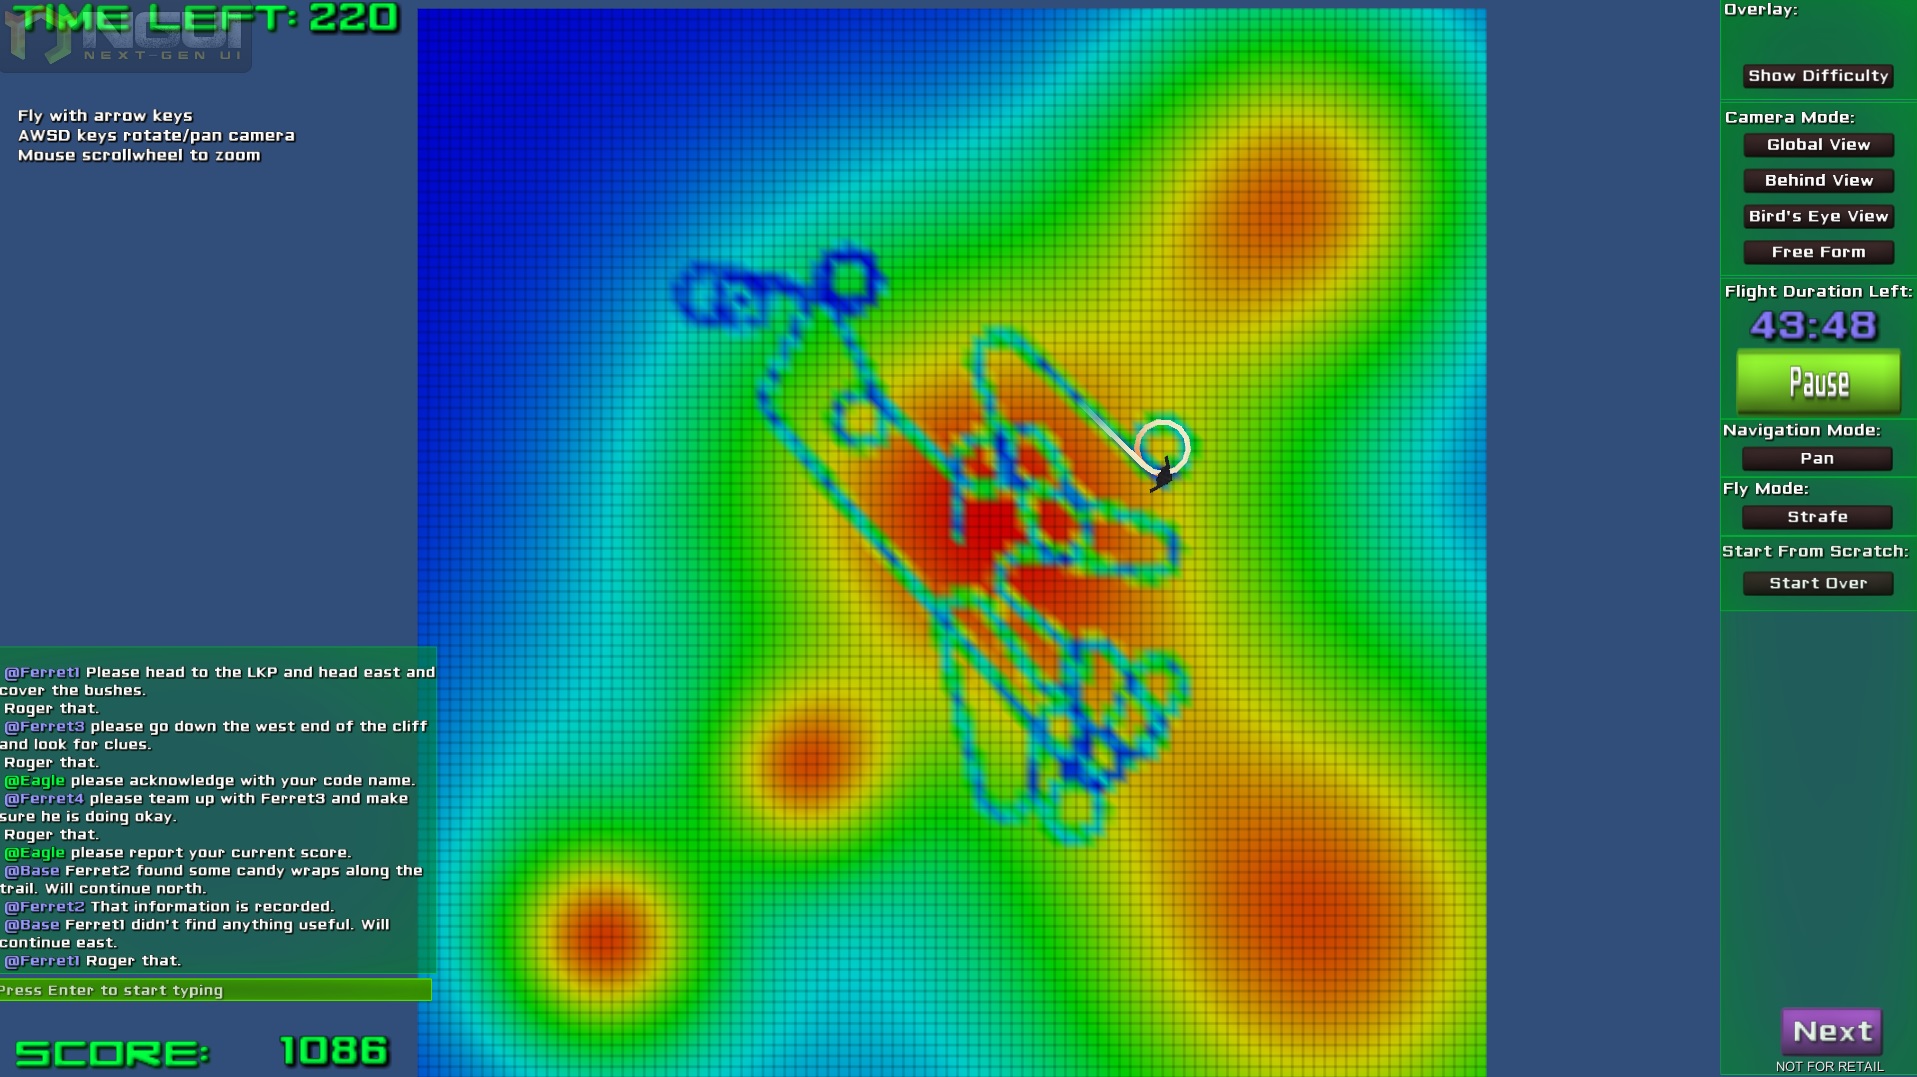 TIME LEFT: 220
NGUI
NEXT-GEN UI
Fly with arrow keys
AWSD keys rotate/pan camera
Mouse scrollwheel to zoom
@Ferret1 Please head to the LKP and head east and
cover the bushes.
Roger that.
@Ferret3 please go down the west end of the cliff
and look for clues.
Roger that.
@Eagle please acknowledge with your code name.
@Ferret4 please team up with Ferret3 and make
sure he is doing okay.
Roger that.
@Eagle please report your current score.
@Base Ferret2 found some candy wraps along the
trail. Will continue north.
@Ferret2 That information is recorded.
@Base Ferret1 didn't find anything useful. Will
continue east.
@Ferret1 Roger that.
Press Enter to start typing
SCORE: 1086
Overlay:
Show Difficulty
Camera Mode:
Global View
Behind View
Bird's Eye View
Free Form
Flight Duration Left:
43:48
Pause
Navigation Mode:
Pan
Fly Mode:
Strafe
Start From Scratch:
Start Over
Next
NOT FOR RETAIL